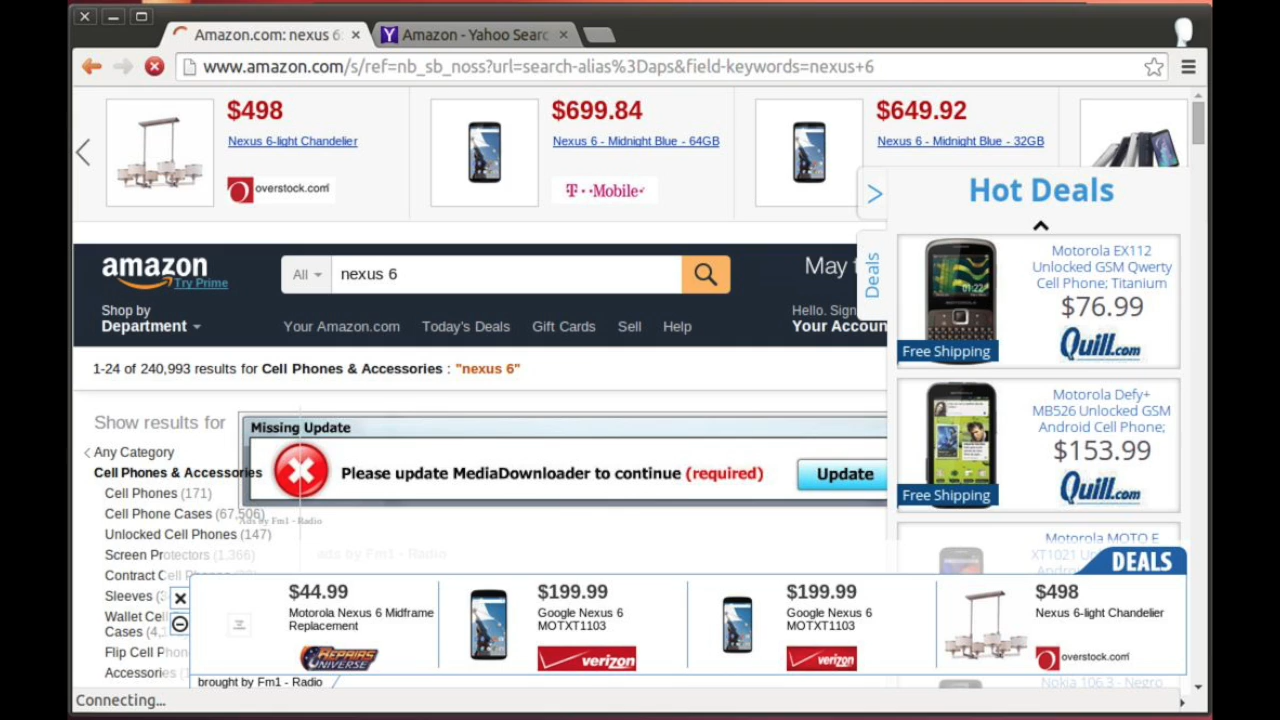 Amazon.com: nexus 6:
Amazon - Yahoo Searc
www.amazon.com/s/ref=nb_sb_noss?url=search-alias%3Daps&field-keywords=nexus+6
$498
Nexus 6-light Chandelier
overstock.com
$699.84
Nexus 6 - Midnight Blue - 64GB
T··Mobile
$649.92
Nexus 6 - Midnight Blue - 32GB
Hot Deals
Deals
Motorola EX112
Unlocked GSM Qwerty
Cell Phone; Titanium
$76.99
Quill.com
Free Shipping
Motorola Defy+
MB526 Unlocked GSM
Android Cell Phone;
$153.99
Quill.com
Free Shipping
Motorola MOTO E
XT1021
amazon
Try Prime
All
nexus 6
May
Shop by
Department
Your Amazon.com
Today's Deals
Gift Cards
Sell
Help
Hello. Sign
Your Accoun
1-24 of 240,993 results for Cell Phones & Accessories : "nexus 6"
Show results for
Any Category
Cell Phones & Accessories
Cell Phones (171)
Cell Phone Cases (67,506)
Unlocked Cell Phones (147)
Screen Protectors (1,366)
Contract Cell
Sleeves
Wallet Cell
Cases (4,
Flip Cell Phon
Accessories
Missing Update
Please update MediaDownloader to continue (required)
Update
Ads by Fm1 - Radio
ads by Fm1 - Radio
DEALS
$44.99
Motorola Nexus 6 Midframe
Replacement
REPAIRS
UNIVERSE
$199.99
Google Nexus 6
MOTXT1103
verizon
$199.99
Google Nexus 6
MOTXT1103
verizon
$498
Nexus 6-light Chandelier
overstock.com
brought by Fm1 - Radio
Nokia 106.3 - Negro
Connecting...